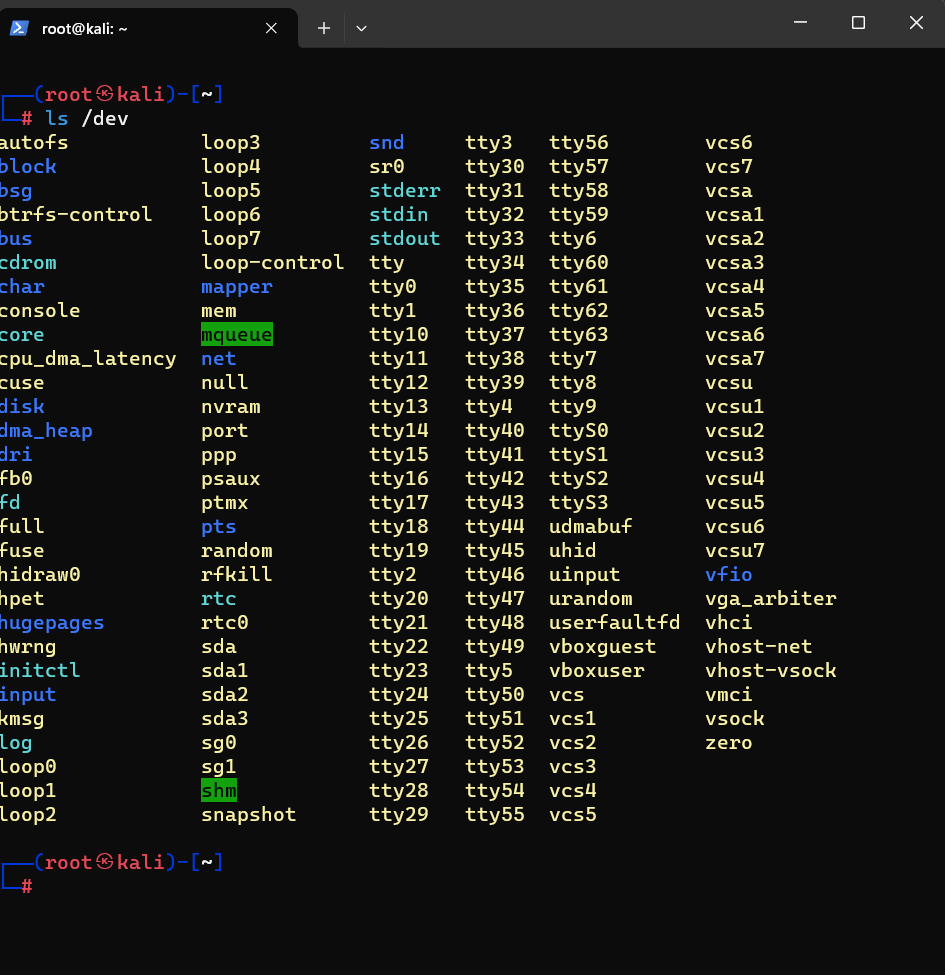 root@kali: ~
┌──(root㉿kali)-[~]
└─# ls /dev
autofs loop3 snd tty3 tty56 vcs6
block loop4 sr0 tty30 tty57 vcs7
bsg loop5 stderr tty31 tty58 vcsa
btrfs-control loop6 stdin tty32 tty59 vcsa1
bus loop7 stdout tty33 tty6 vcsa2
cdrom loop-control tty tty34 tty60 vcsa3
char mapper tty0 tty35 tty61 vcsa4
console mem tty1 tty36 tty62 vcsa5
core mqueue tty10 tty37 tty63 vcsa6
cpu_dma_latency net tty11 tty38 tty7 vcsa7
cuse null tty12 tty39 tty8 vcsu
disk nvram tty13 tty4 tty9 vcsu1
dma_heap port tty14 tty40 ttyS0 vcsu2
dri ppp tty15 tty41 ttyS1 vcsu3
fb0 psaux tty16 tty42 ttyS2 vcsu4
fd ptmx tty17 tty43 ttyS3 vcsu5
full pts tty18 tty44 udmabuf vcsu6
fuse random tty19 tty45 uhid vcsu7
hidraw0 rfkill tty2 tty46 uinput vfio
hpet rtc tty20 tty47 urandom vga_arbiter
hugepages rtc0 tty21 tty48 userfaultfd vhci
hwrng sda tty22 tty49 vboxguest vhost-net
initctl sda1 tty23 tty5 vboxuser vhost-vsock
input sda2 tty24 tty50 vcs vmci
kmsg sda3 tty25 tty51 vcs1 vsock
log sg0 tty26 tty52 vcs2 zero
loop0 sg1 tty27 tty53 vcs3
loop1 shm tty28 tty54 vcs4
loop2 snapshot tty29 tty55 vcs5
┌──(root㉿kali)-[~]
└─#